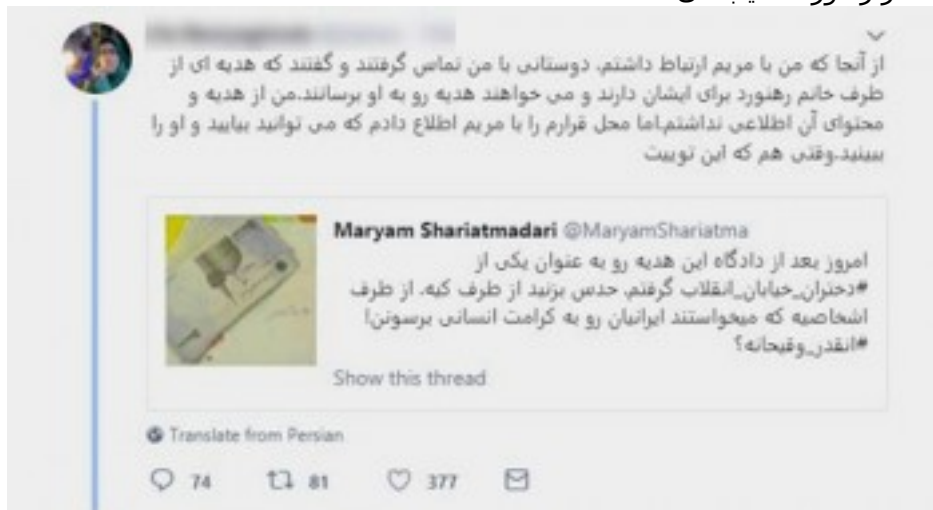 از آنجا که من با مریم ارتباط داشتم، دوستانی با من تماس گرفتند و گفتند که هدیه ای از
طرف خانم رهنورد برای ایشان دارند و می خواهند هدیه رو به او برسانند.من از هدیه و
محتوای آن اطلاعی نداشتم.اما محل قرارم را با مریم اطلاع دادم که می توانید بیایید و او را
ببینید.وقتی هم که این توییت
Maryam Shariatmadari @MaryamShariatma
امروز بعد از دادگاه این هدیه رو به عنوان یکی از
#دختران_خیابان_انقلاب گرفتم، حدس بزنید از طرف کیه، از طرف
اشخاصیه که میخواستند ایرانیان رو به کرامت انسانی برسونن!
#انقدر_وقیحانه؟
Show this thread
Translate from Persian
74 81 377